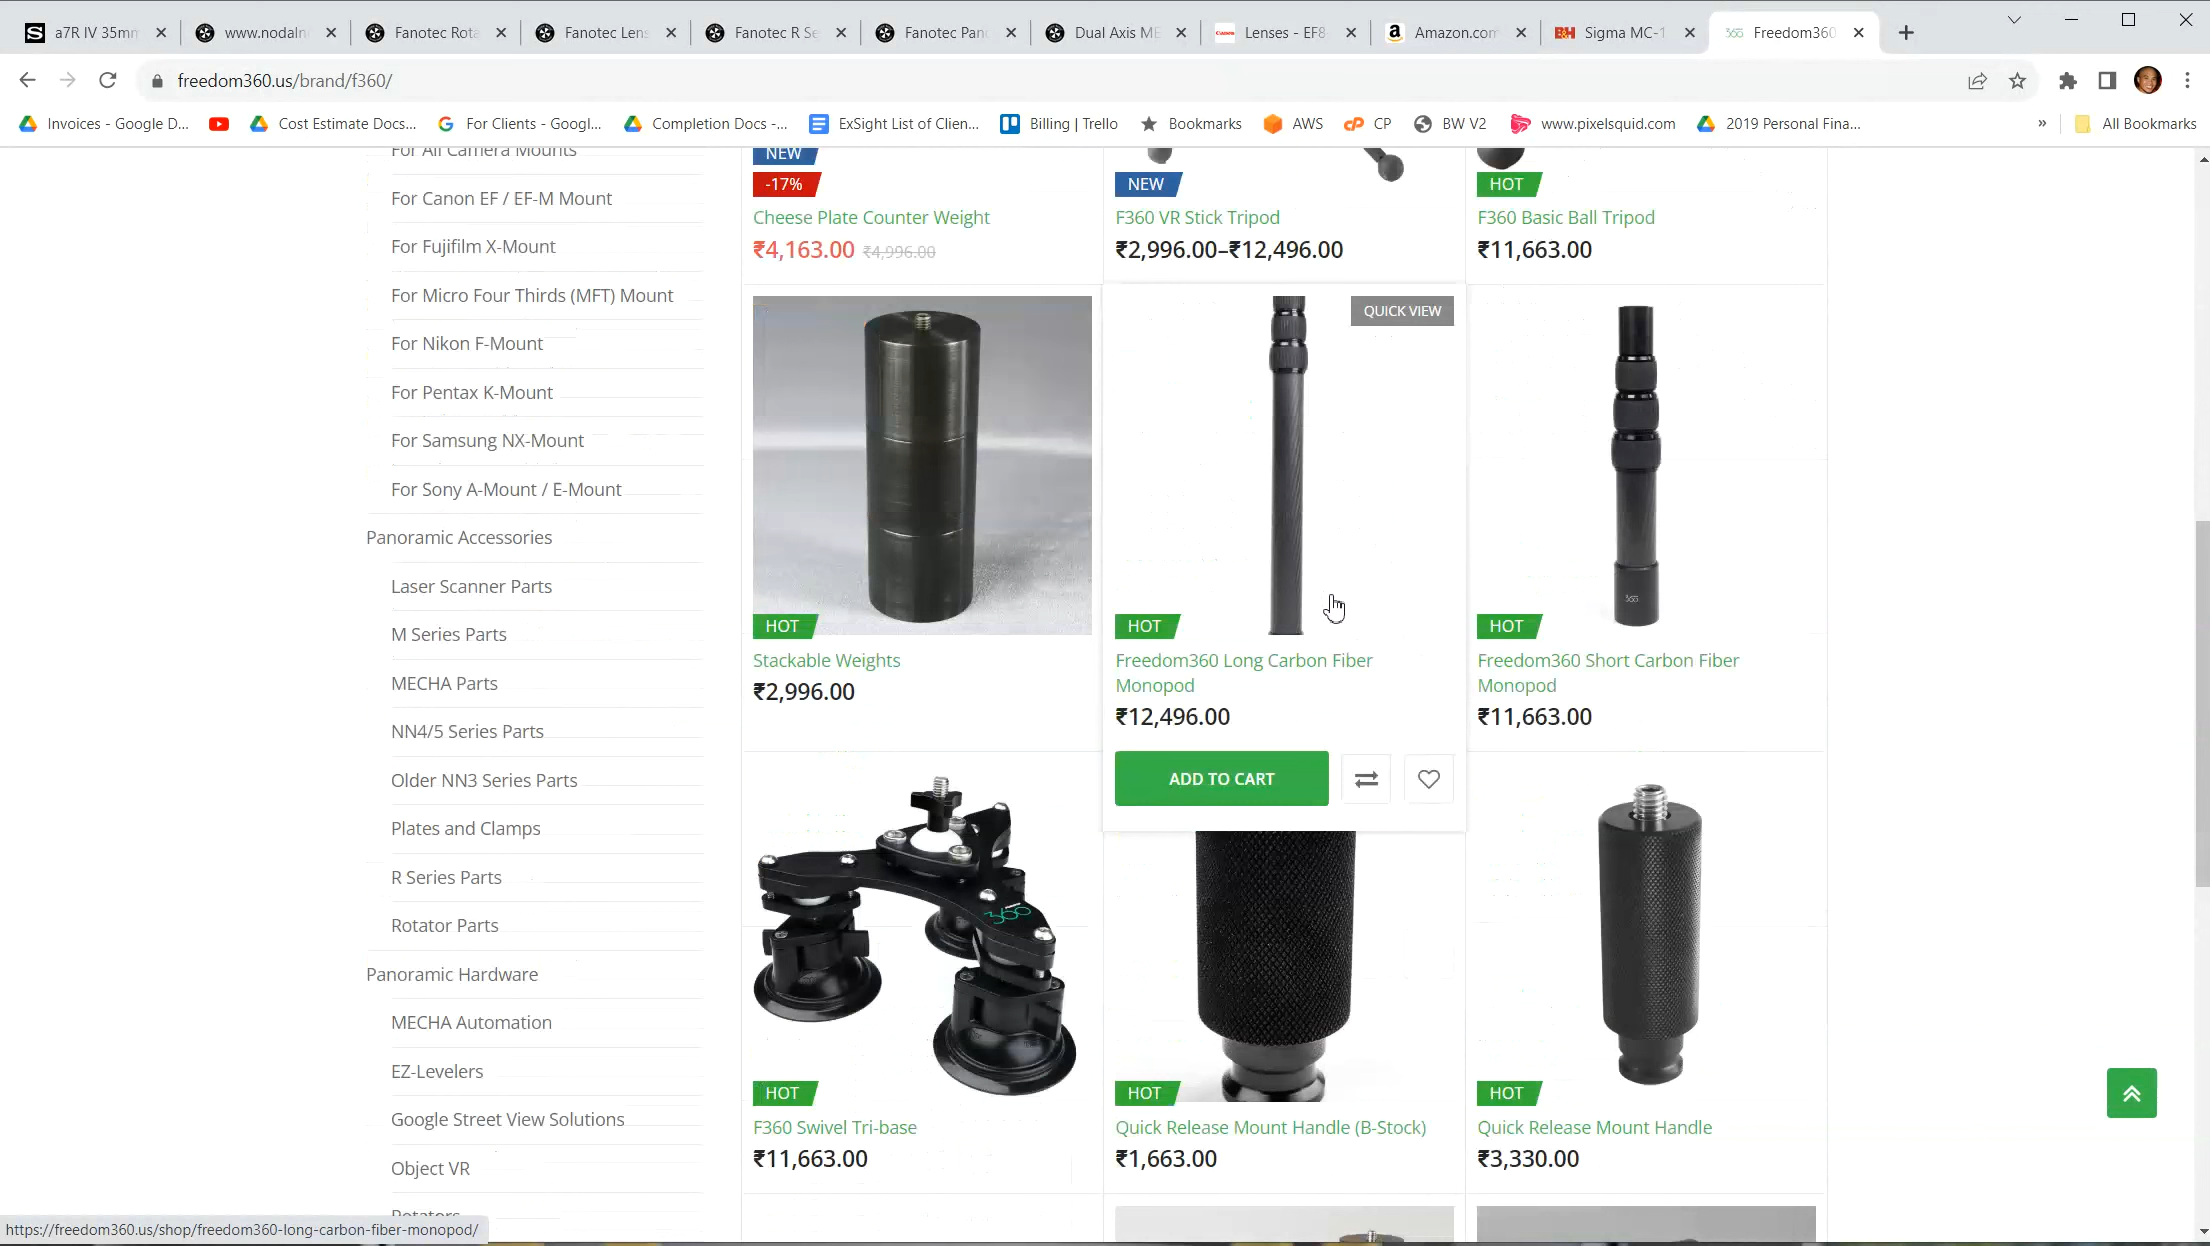 a7R IV 35mm
www.nodaln
Fanotec Rota
Fanotec Lens
Fanotec R Se
Fanotec Pan
Dual Axis ME
Lenses - EF8
Amazon.com
Sigma MC-1
Freedom360
freedom360.us/brand/f360/
Invoices - Google D...
Cost Estimate Docs...
For Clients - Googl...
Completion Docs -...
ExSight List of Clien...
Billing | Trello
Bookmarks
AWS
CP
BW V2
www.pixelsquid.com
2019 Personal Fina...
»
All Bookmarks
For All Camera Mounts
For Canon EF / EF-M Mount
For Fujifilm X-Mount
For Micro Four Thirds (MFT) Mount
For Nikon F-Mount
For Pentax K-Mount
For Samsung NX-Mount
For Sony A-Mount / E-Mount
Panoramic Accessories
Laser Scanner Parts
M Series Parts
MECHA Parts
NN4/5 Series Parts
Older NN3 Series Parts
Plates and Clamps
R Series Parts
Rotator Parts
Panoramic Hardware
MECHA Automation
EZ-Levelers
Google Street View Solutions
Object VR
Rotators
NEW
-17%
Cheese Plate Counter Weight
₹4,163.00 ₹4,996.00
NEW
F360 VR Stick Tripod
₹2,996.00–₹12,496.00
HOT
F360 Basic Ball Tripod
₹11,663.00
HOT
Stackable Weights
₹2,996.00
QUICK VIEW
HOT
Freedom360 Long Carbon Fiber
Monopod
₹12,496.00
ADD TO CART
360
HOT
Freedom360 Short Carbon Fiber
Monopod
₹11,663.00
360
HOT
F360 Swivel Tri-base
₹11,663.00
HOT
Quick Release Mount Handle (B-Stock)
₹1,663.00
HOT
Quick Release Mount Handle
₹3,330.00
https://freedom360.us/shop/freedom360-long-carbon-fiber-monopod/